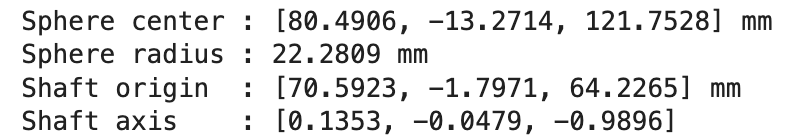 Sphere center : [80.4906, -13.2714, 121.7528] mm
Sphere radius : 22.2809 mm
Shaft origin  : [70.5923, -1.7971, 64.2265] mm
Shaft axis    : [0.1353, -0.0479, -0.9896]